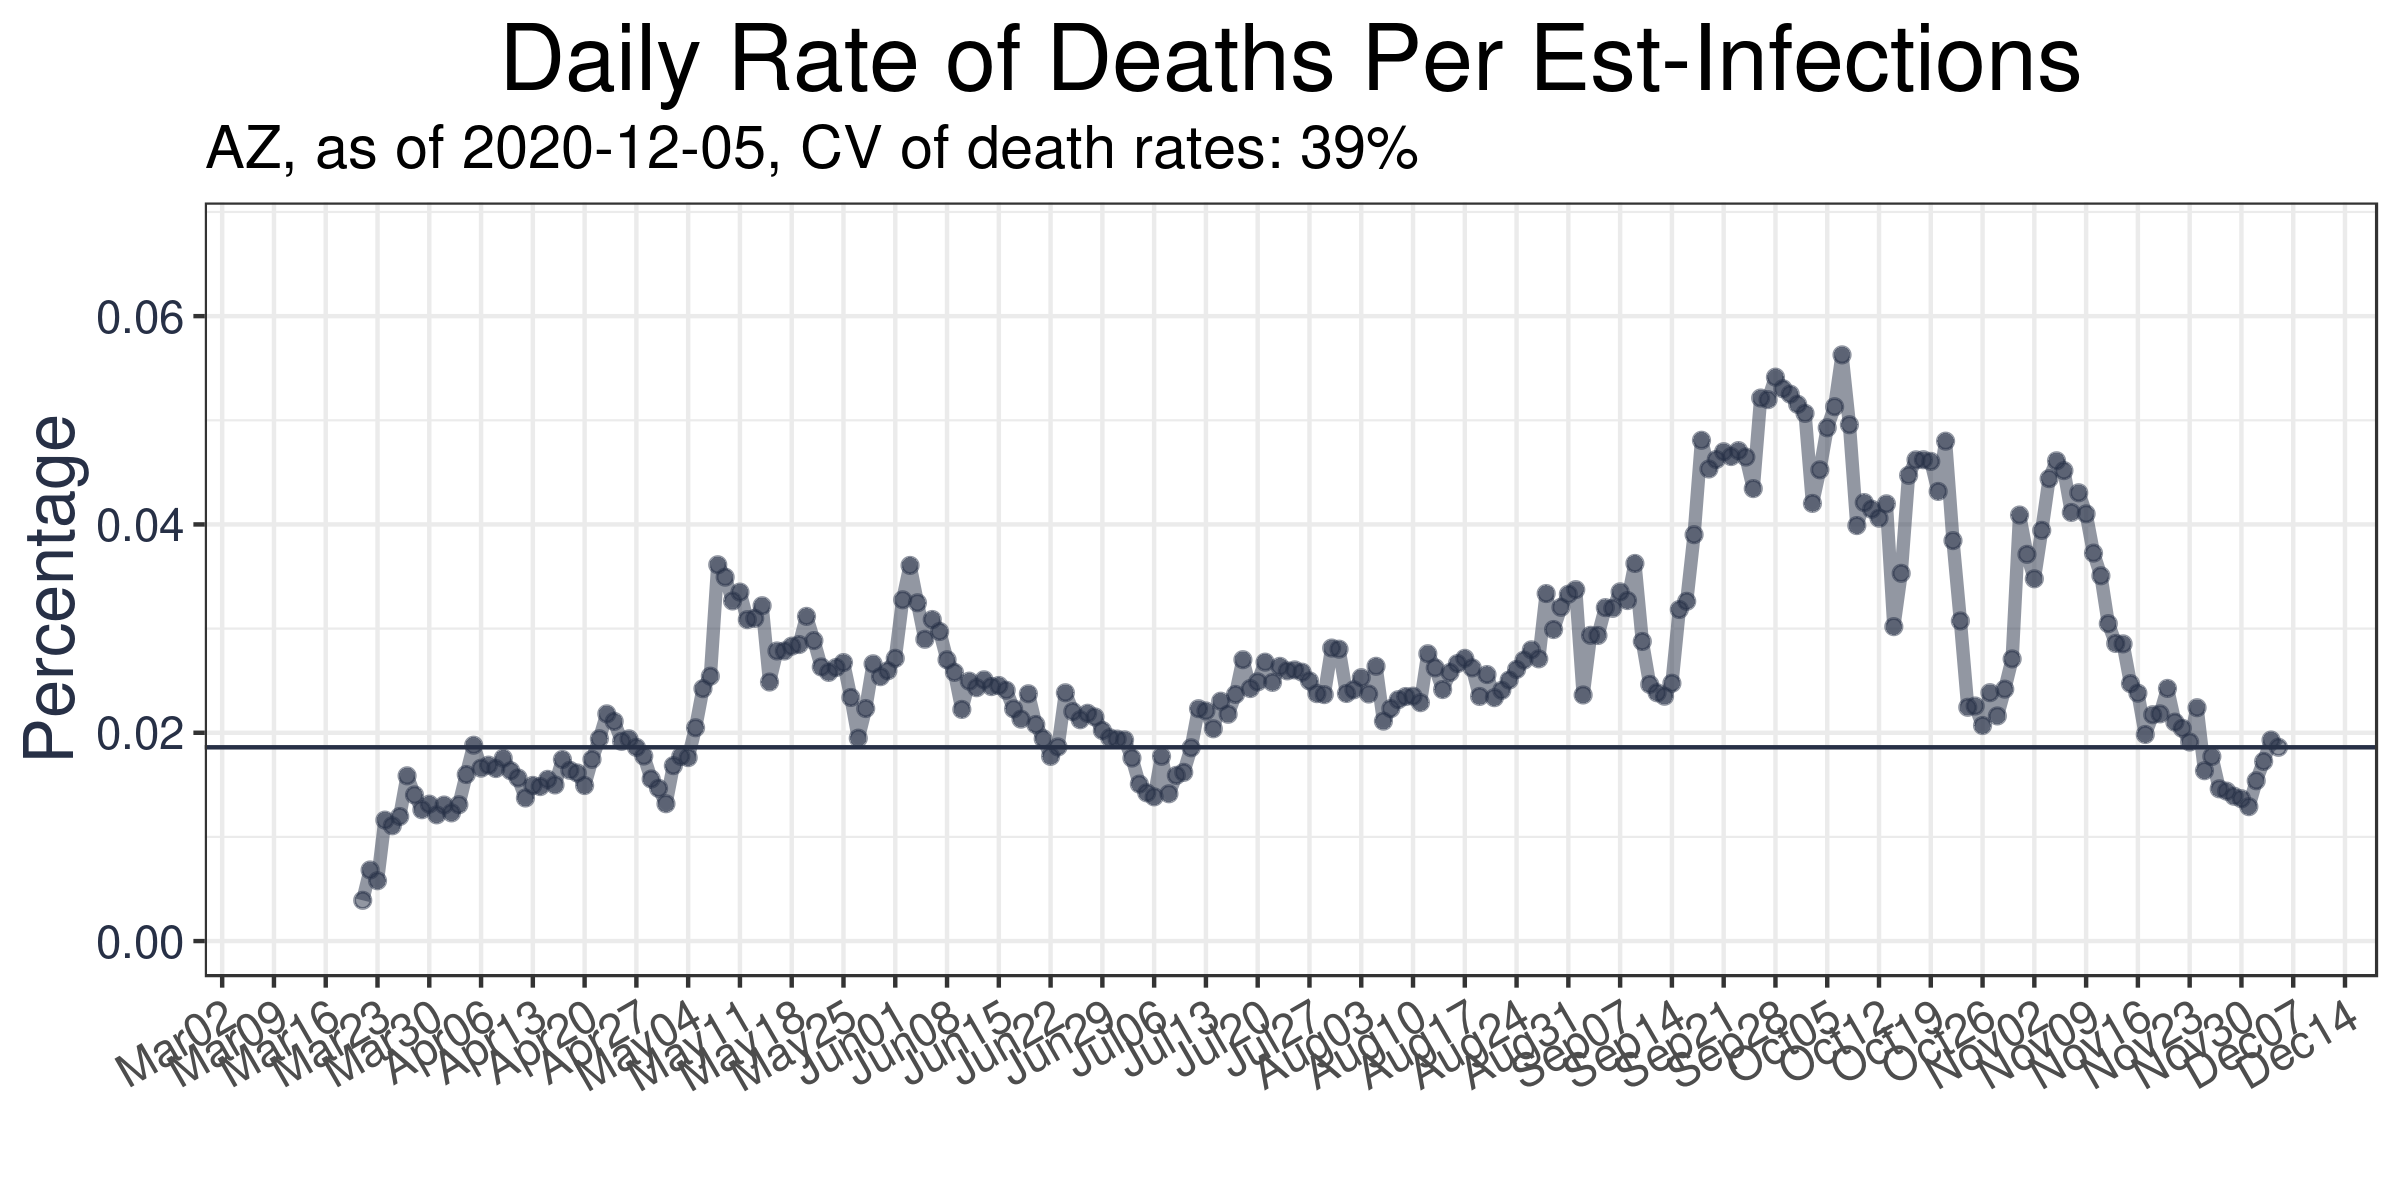 Daily Rate of Deaths Per Est-Infections
AZ, as of 2020-12-05, CV of death rates: 39%
Percentage
0.06
0.04
0.02
0.00
Mar02
Mar09
Mar16
Mar23
Mar30
Apr06
Apr13
Apr20
Apr27
May04
May11
May18
May25
Jun01
Jun08
Jun15
Jun22
Jun29
Jul06
Jul13
Jul20
Jul27
Aug03
Aug10
Aug17
Aug24
Aug31
Sep07
Sep14
Sep21
Sep28
Oct05
Oct12
Oct19
Oct26
Nov02
Nov09
Nov16
Nov23
Nov30
Dec07
Dec14